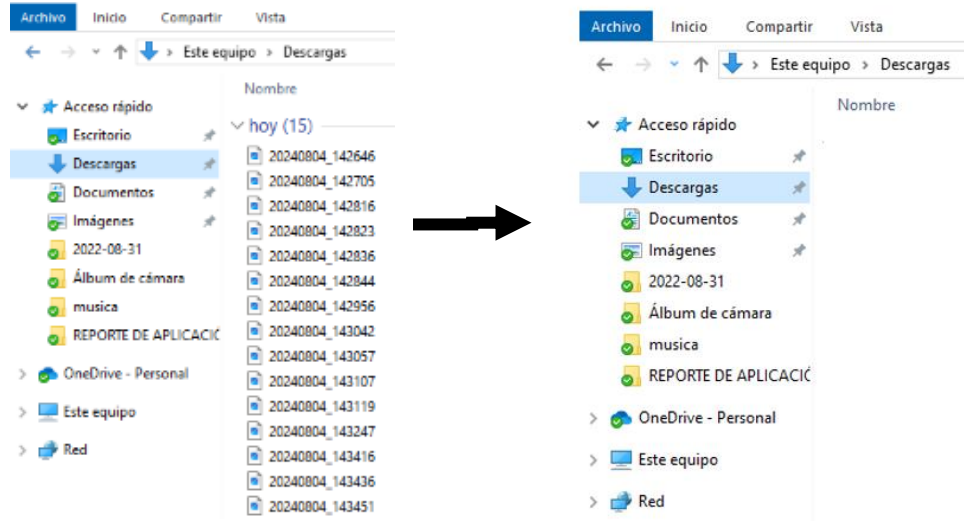 Archivo Inicio Compartir Vista
Este equipo > Descargas
Acceso rápido
Escritorio
Descargas
Documentos
Imágenes
2022-08-31
Álbum de cámara
musica
REPORTE DE APLICACIÓ
OneDrive - Personal
Este equipo
Red
Nombre
hoy (15)
20240804_142646
20240804_142705
20240804_142816
20240804_142823
20240804_142836
20240804_142844
20240804_142956
20240804_143042
20240804_143057
20240804_143107
20240804_143119
20240804_143247
20240804_143416
20240804_143436
20240804_143451
Archivo Inicio Compartir Vista
Este equipo > Descargas
Acceso rápido
Escritorio
Descargas
Documentos
Imágenes
2022-08-31
Álbum de cámara
musica
REPORTE DE APLICACIÓ
OneDrive - Personal
Este equipo
Red
Nombre